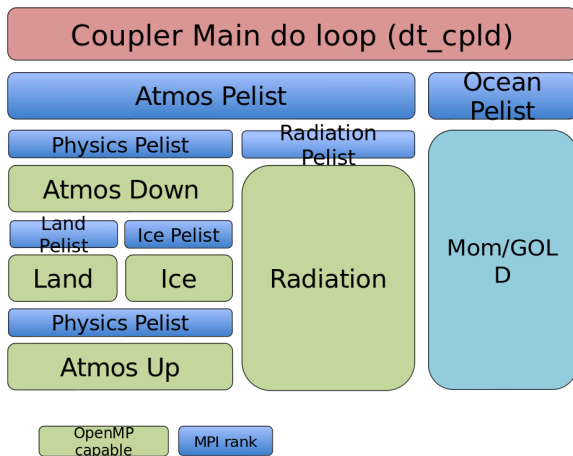 Coupler Main do loop (dt_cpld)
Atmos Pelist
Ocean
Pelist
Physics Pelist
Radiation
Pelist
Atmos Down
Land
Pelist
Ice Pelist
Land
Ice
Radiation
Mom/GOL
D
Physics Pelist
Atmos Up
OpenMP
capable
MPI rank